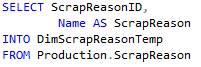 SELECT ScrapReasonID,
Name AS ScrapReason
INTO DimScrapReasonTemp
FROM Production.ScrapReason